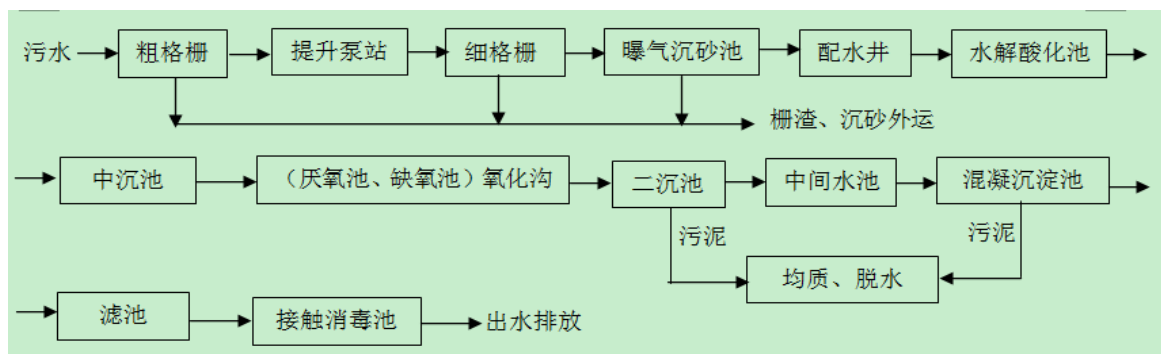 污水 粗格栅 提升泵站 细格栅 曝气沉砂池 配水井 水解酸化池
栅渣、沉砂外运
中沉池 （厌氧池、缺氧池）氧化沟 二沉池 中间水池 混凝沉淀池
污泥 污泥
均质、脱水
滤池 接触消毒池 出水排放